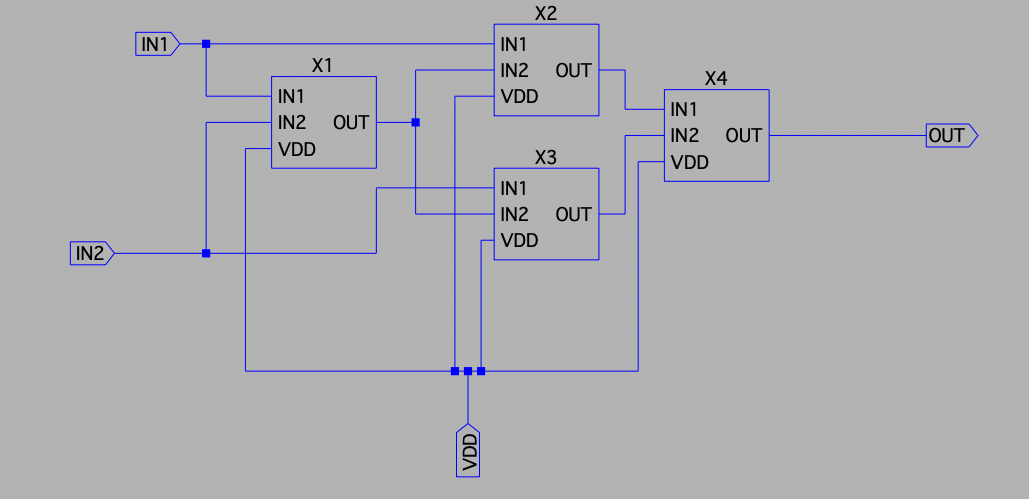 X2
IN1
IN1
IN2
OUT
VDD
X1
IN1
IN2
OUT
VDD
X4
IN1
IN2
OUT
VDD
OUT
X3
IN1
IN2
OUT
VDD
IN2
VDD